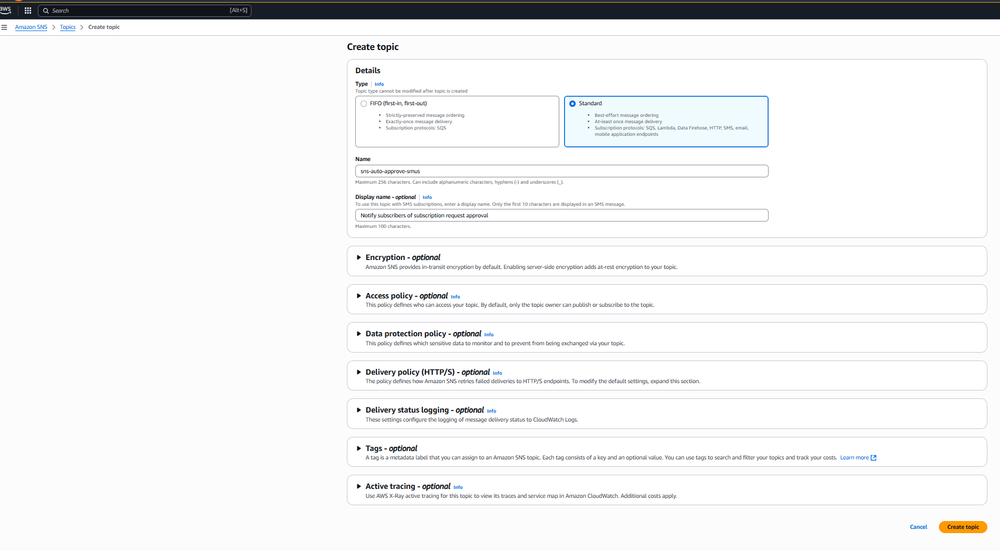 aws
Search [Alt+S]
Amazon SNS > Topics > Create topic
Create topic
Details
Type Info
Topic type cannot be modified after topic is created
FIFO (first-in, first-out)
• Strictly-preserved message ordering
• Exactly-once message delivery
• Subscription protocols: SQS
Standard
• Best-effort message ordering
• At-least once message delivery
• Subscription protocols: SQS, Lambda, Data Firehose, HTTP, SMS, email,
mobile application endpoints
Name
sns-auto-approve-smus
Maximum 256 characters. Can include alphanumeric characters, hyphens (-) and underscores (_).
Display name - optional Info
To use this topic with SMS subscriptions, enter a display name. Only the first 10 characters are displayed in an SMS message.
Notify subscribers of subscription request approval
Maximum 100 characters.
Encryption - optional
Amazon SNS provides in-transit encryption by default. Enabling server-side encryption adds at-rest encryption to your topic.
Access policy - optional Info
This policy defines who can access your topic. By default, only the topic owner can publish or subscribe to the topic.
Data protection policy - optional Info
This policy defines which sensitive data to monitor and to prevent from being exchanged via your topic.
Delivery policy (HTTP/S) - optional Info
The policy defines how Amazon SNS retries failed deliveries to HTTP/S endpoints. To modify the default settings, expand this section.
Delivery status logging - optional Info
These settings configure the logging of message delivery status to CloudWatch Logs.
Tags - optional
A tag is a metadata label that you can assign to an Amazon SNS topic. Each tag consists of a key and an optional value. You can use tags to search and filter your topics and track your costs. Learn more
Active tracing - optional Info
Use AWS X-Ray active tracing for this topic to view its traces and service map in Amazon CloudWatch. Additional costs apply.
Cancel Create topic